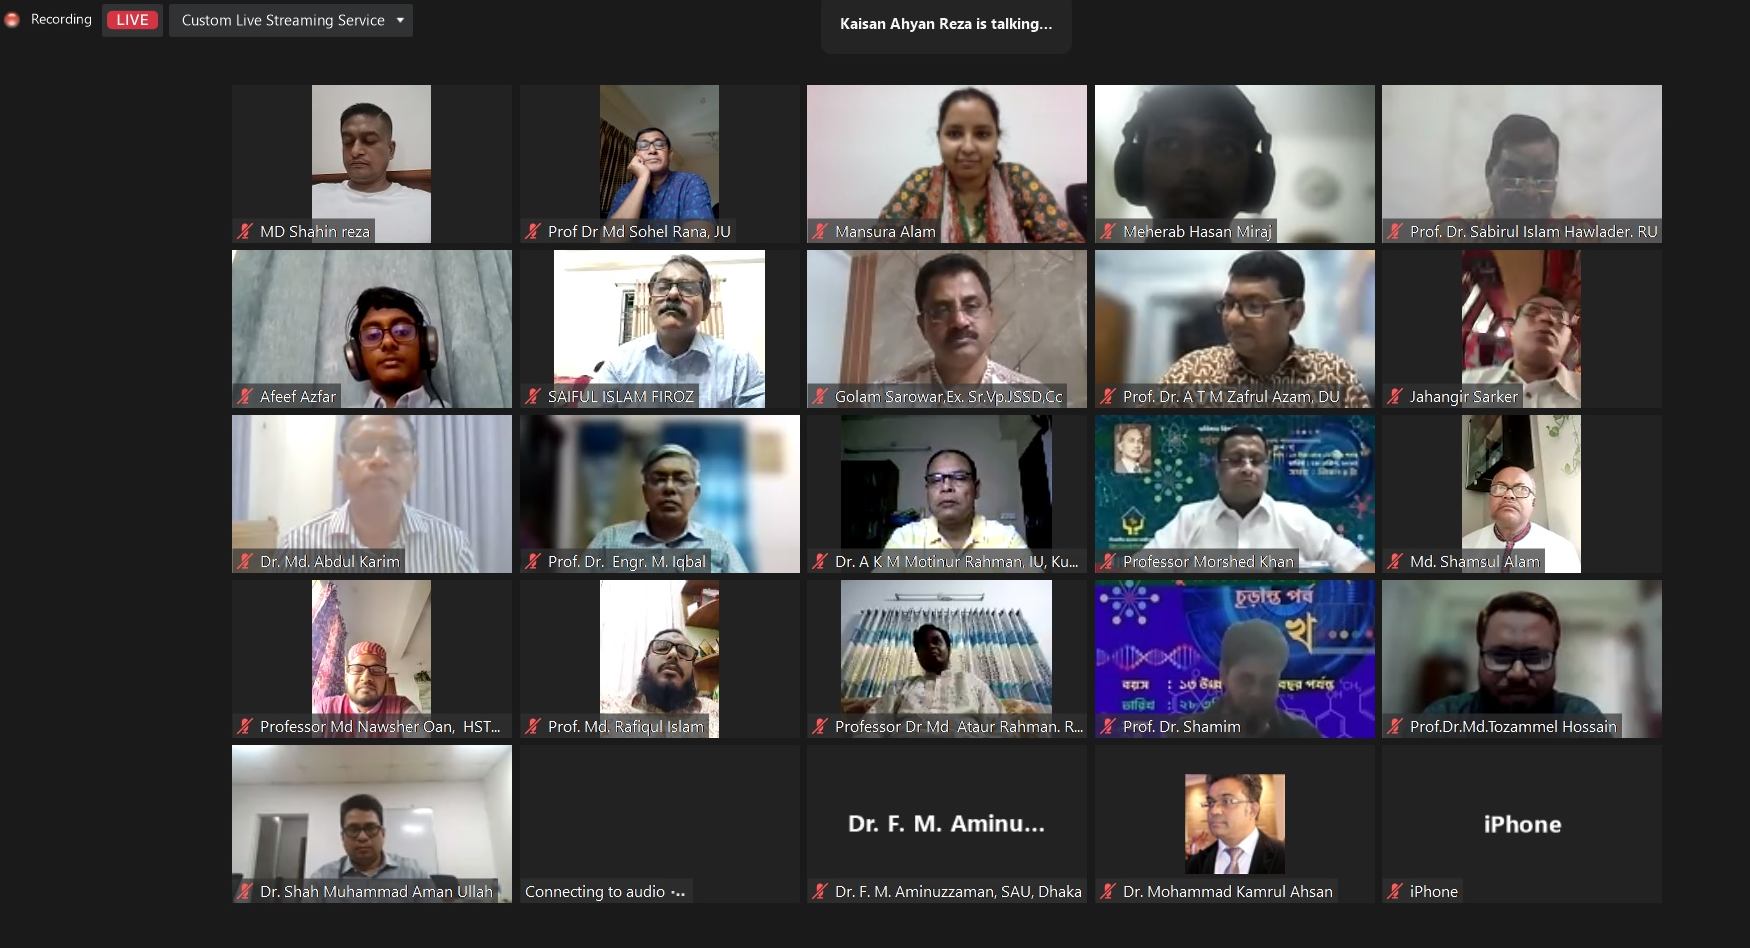 Recording
LIVE
Custom Live Streaming Service
Kaisan Ahyan Reza is talking...
MD Shahin reza
Prof Dr Md Sohel Rana, JU
Mansura Alam
Meherab Hasan Miraj
Prof. Dr. Sabirul Islam Hawlader. RU
Afeef Azfar
SAIFUL ISLAM FIROZ
Golam Sarowar,Ex. Sr.Vp.JSSD,Cc
Prof. Dr. A T M Zafrul Azam, DU
Jahangir Sarker
Dr. Md. Abdul Karim
Prof. Dr. Engr. M. Iqbal
Dr. A K M Motinur Rahman, IU, Ku...
Professor Morshed Khan
Md. Shamsul Alam
চূড়ান্ত পর্ব
খ
বয়স : ১৩ ঊর্ধ্ব
বছর পর্যন্ত
তারিখ : ২৮
Professor Md Nawsher Oan, HST...
Prof. Md. Rafiqul Islam
Professor Dr Md Ataur Rahman. R...
Prof. Dr. Shamim
Prof.Dr.Md.Tozammel Hossain
Dr. F. M. Aminu...
iPhone
Dr. Shah Muhammad Aman Ullah
Connecting to audio ...
Dr. F. M. Aminuzzaman, SAU, Dhaka
Dr. Mohammad Kamrul Ahsan
iPhone